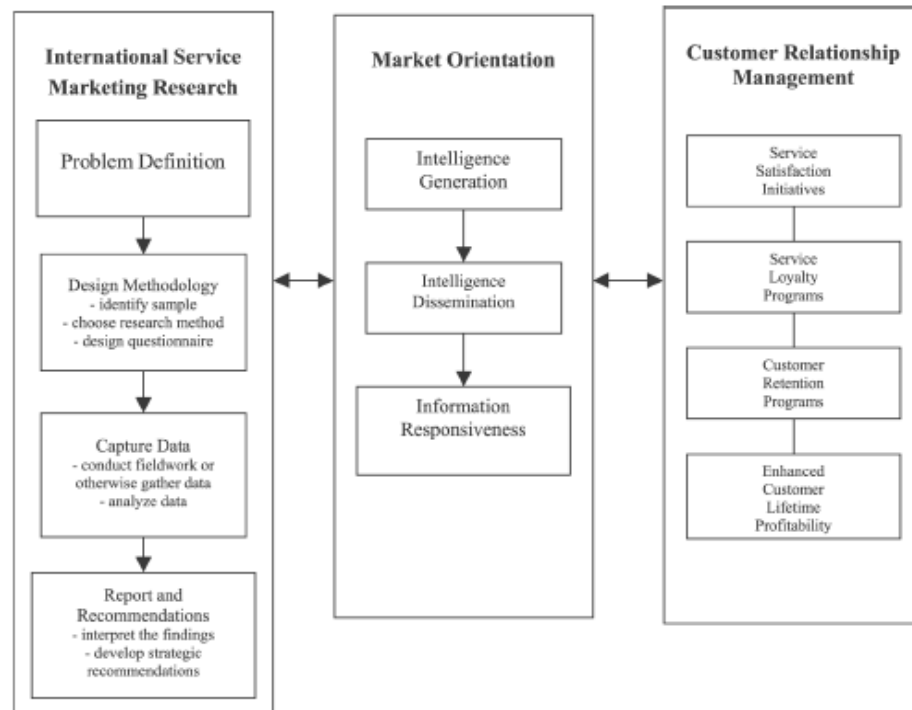 International Service
Marketing Research
Problem Definition
Design Methodology
- identify sample
- choose research method
- design questionnaire
Capture Data
- conduct fieldwork or
otherwise gather data
- analyze data
Report and
Recommendations
- interpret the findings
- develop strategic
recommendations
Market Orientation
Intelligence
Generation
Intelligence
Dissemination
Information
Responsiveness
Customer Relationship
Management
Service
Satisfaction
Initiatives
Service
Loyalty
Programs
Customer
Retention
Programs
Enhanced
Customer
Lifetime
Profitability